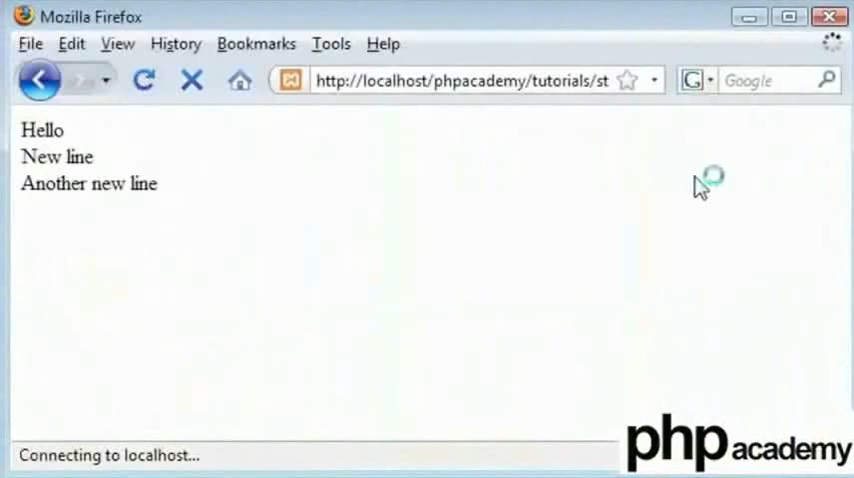 Mozilla Firefox
File Edit View History Bookmarks Tools Help
http://localhost/phpacademy/tutorials/st
G Google
Hello
New line
Another new line
Connecting to localhost...
php academy